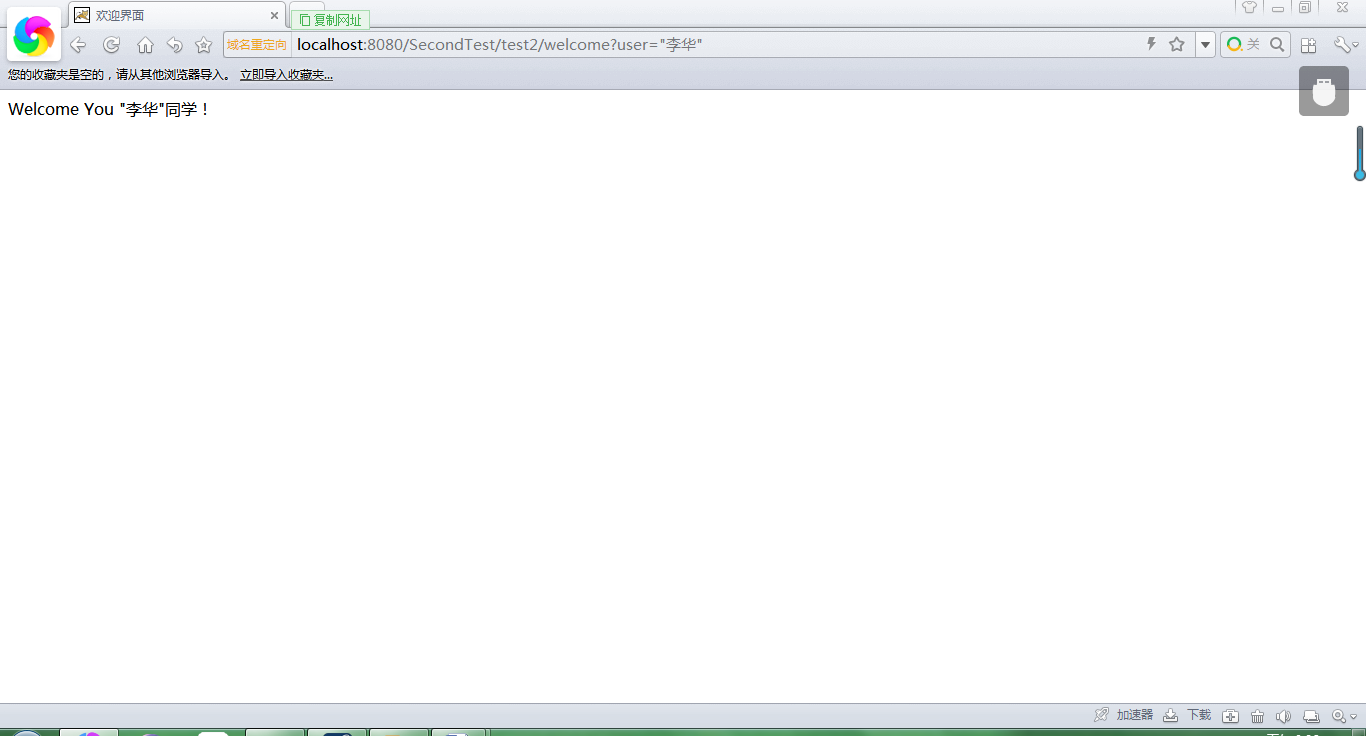 欢迎界面
复制网址
域名重定向 localhost:8080/SecondTest/test2/welcome?user="李华"
关
您的收藏夹是空的，请从其他浏览器导入。 立即导入收藏夹...
Welcome You "李华"同学！
加速器 下载